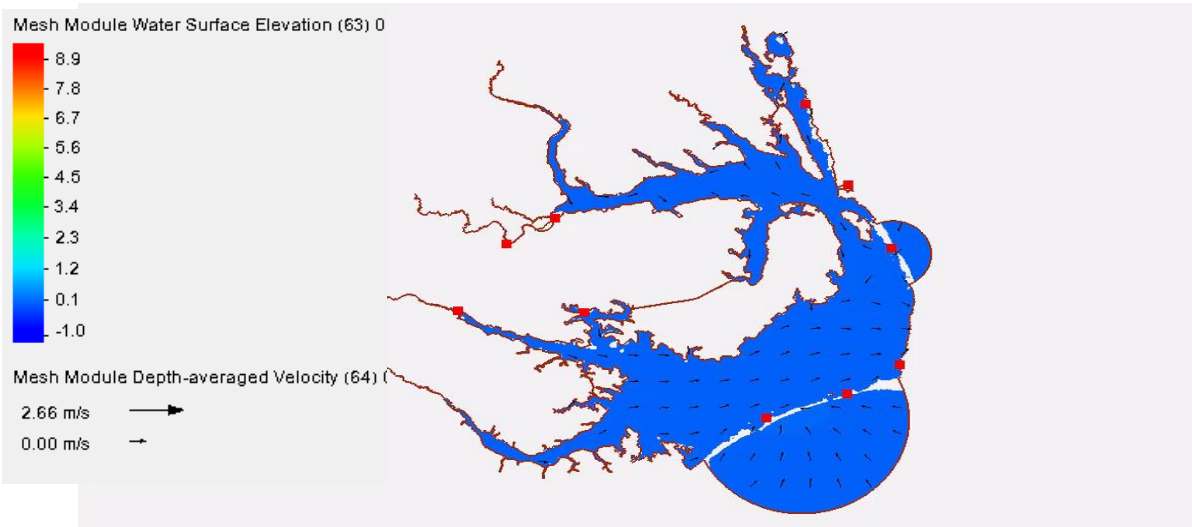 Mesh Module Water Surface Elevation (63) 0
8.9
7.8
6.7
5.6
4.5
3.4
2.3
1.2
0.1
-1.0
Mesh Module Depth-averaged Velocity (64) (
2.66 m/s
0.00 m/s